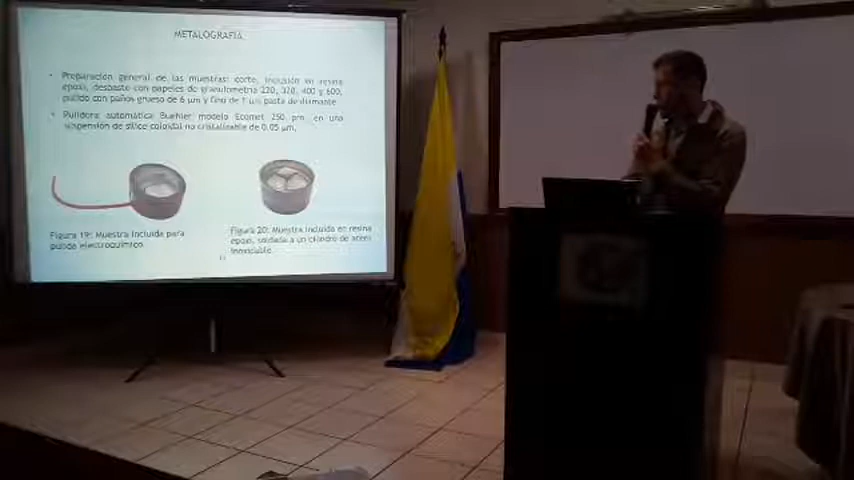 METALOGRAFIA
• Preparación general de las muestras: corte, inclusión en resina
epoxi, desbaste con papeles de granulometría 220, 320, 400 y 600,
pulido con paños grueso de 6 µm y fino de 1 µm pasta de diamante
• Pulidora automática Buehler modelo Ecomet 250 pro, en una
suspensión de sílice coloidal no cristalizable de 0.05 µm.
Figura 19: Muestra incluida para
pulido electroquímico
Figura 20: Muestra incluida en resina
epoxi, soldada a un cilindro de acero
inoxidable